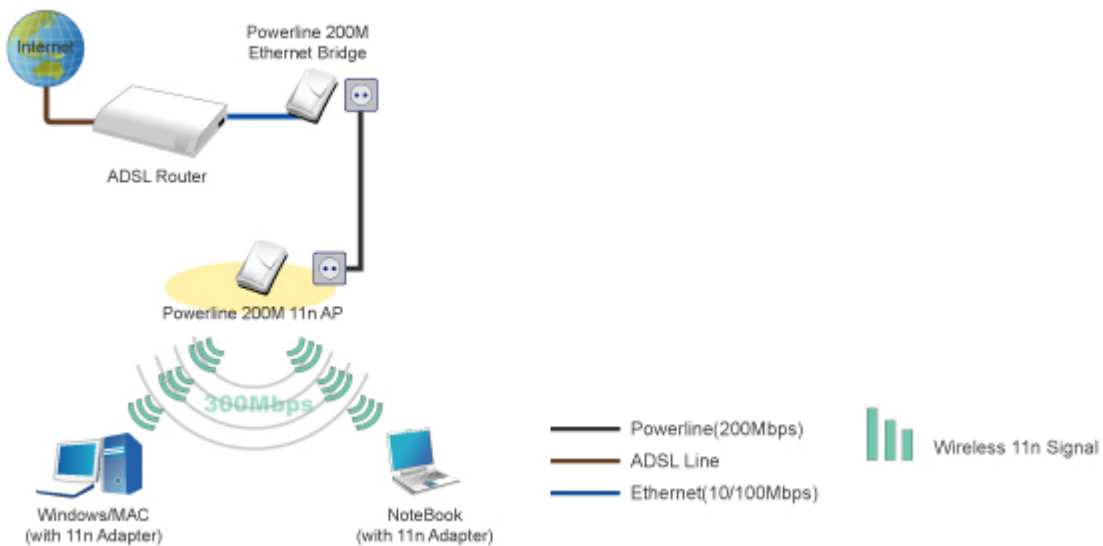 Internet
Powerline 200M
Ethernet Bridge
ADSL Router
Powerline 200M 11n AP
300Mbps
Windows/MAC
(with 11n Adapter)
NoteBook
(with 11n Adapter)
Powerline(200Mbps)
ADSL Line
Ethernet(10/100Mbps)
Wireless 11n Signal